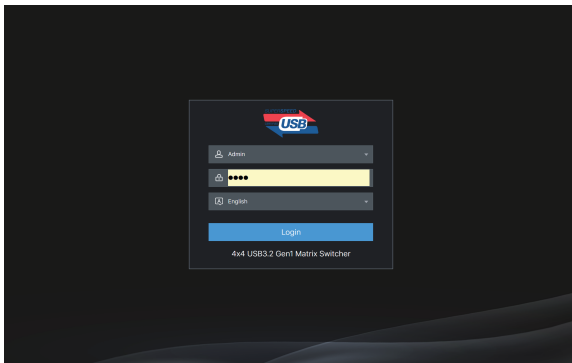 SUPERSPEED
USB
Admin
English
Login
4x4 USB3.2 Gen1 Matrix Switcher